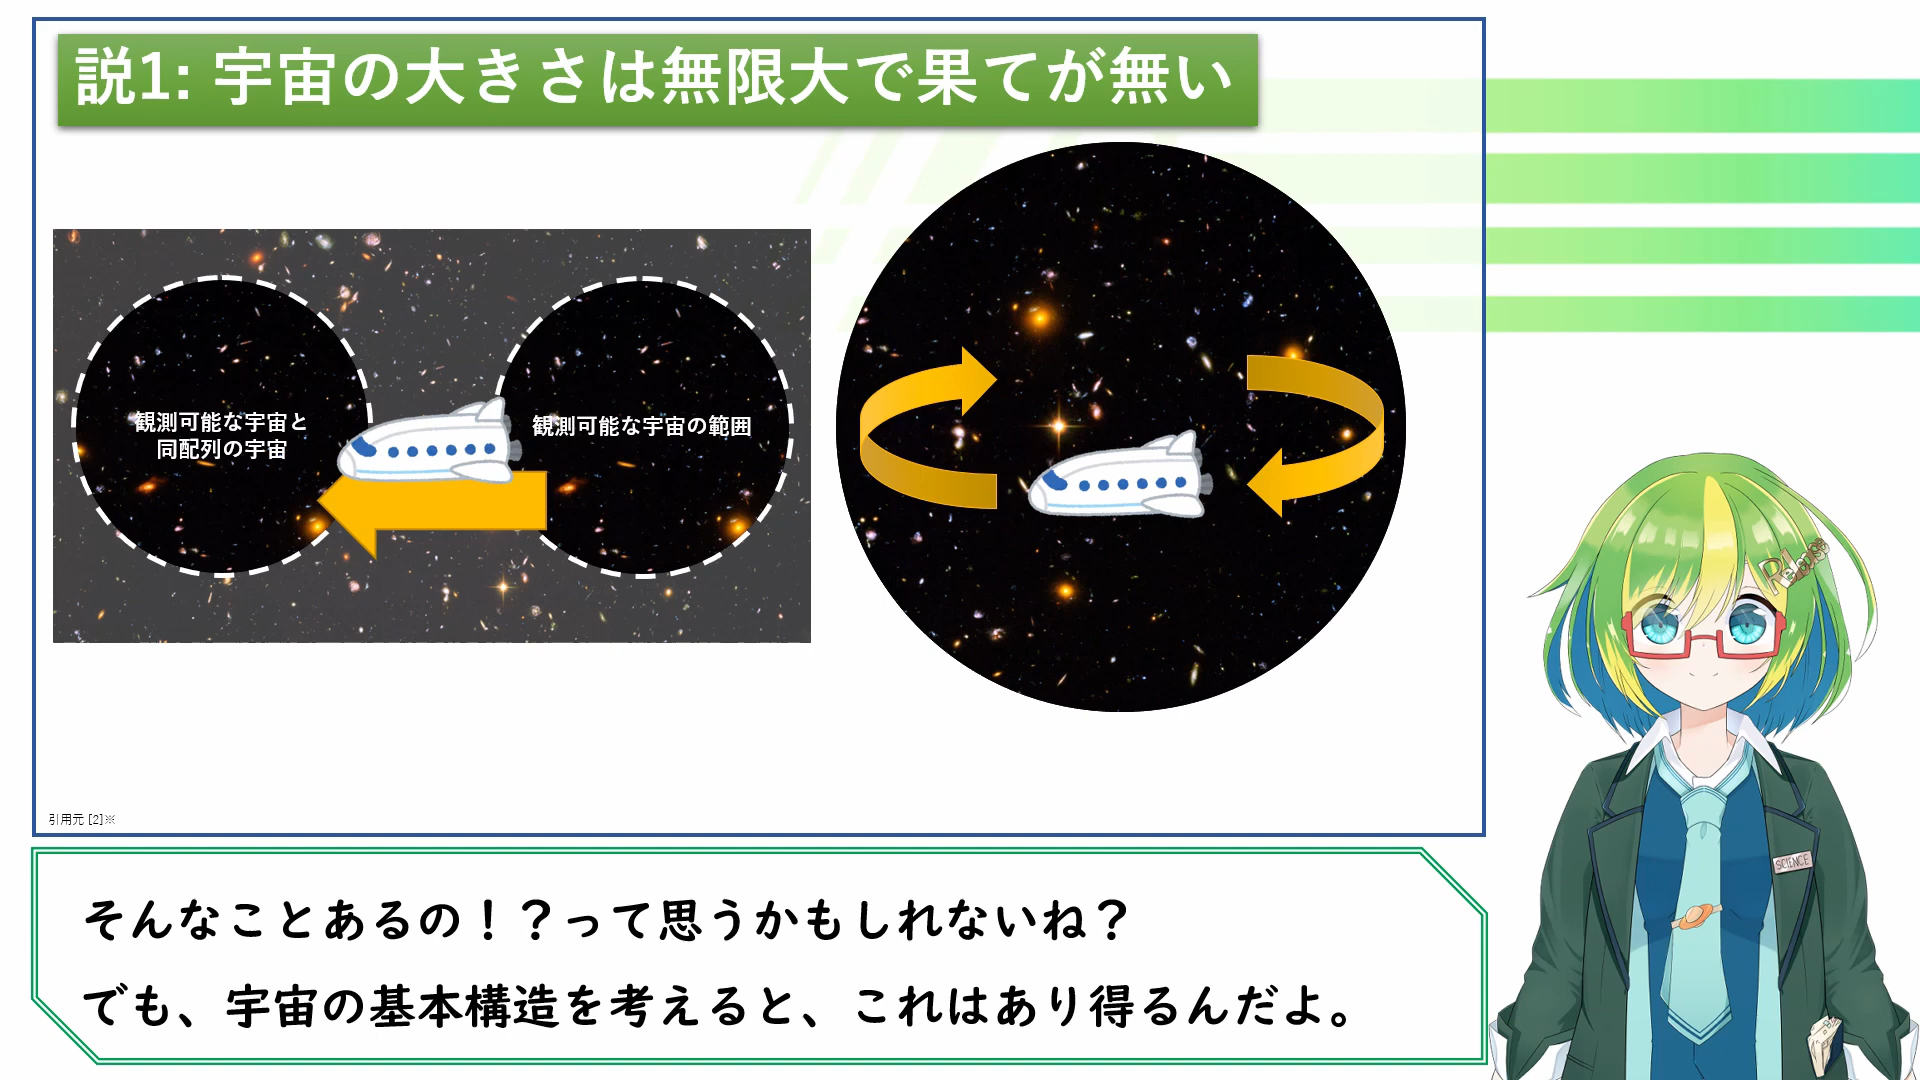 説1: 宇宙の大きさは無限大で果てが無い
観測可能な宇宙と
同配列の宇宙
観測可能な宇宙の範囲
引用元 [2]※
Relouse
SCIENCE
そんなことあるの！？って思うかもしれないね？
でも、宇宙の基本構造を考えると、これはあり得るんだよ。